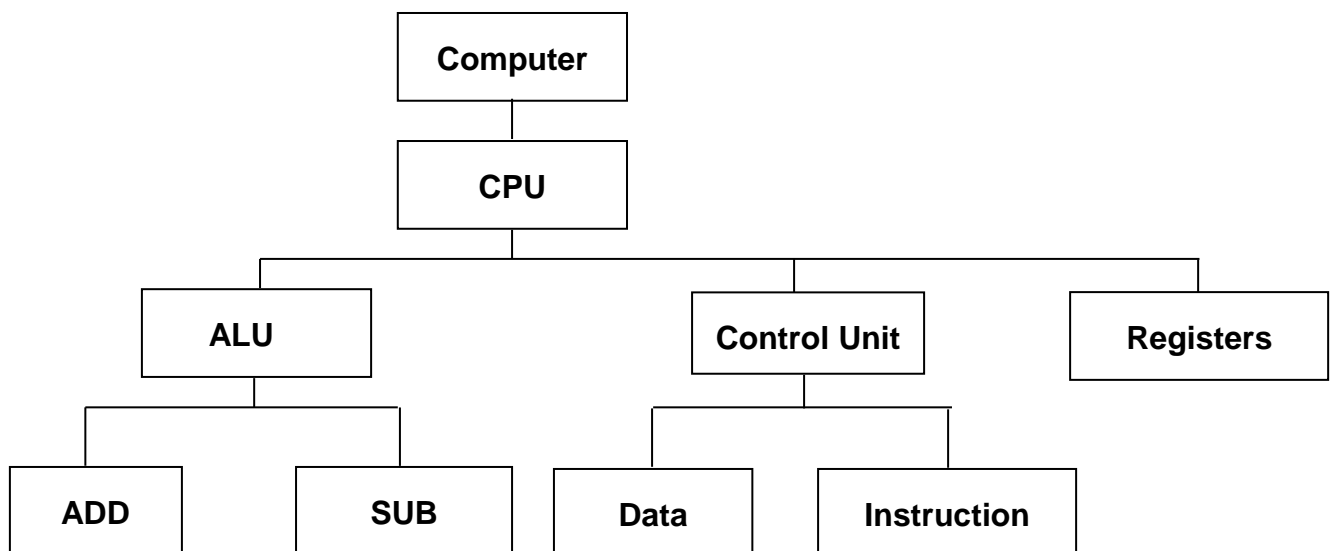 Computer
CPU
ALU
Control Unit
Registers
ADD
SUB
Data
Instruction